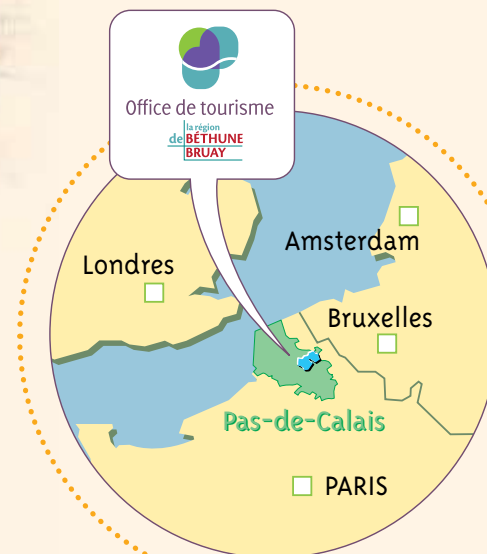 Office de tourisme
la région
de BÉTHUNE
BRUAY
Amsterdam
Londres
Bruxelles
Pas-de-Calais
PARIS